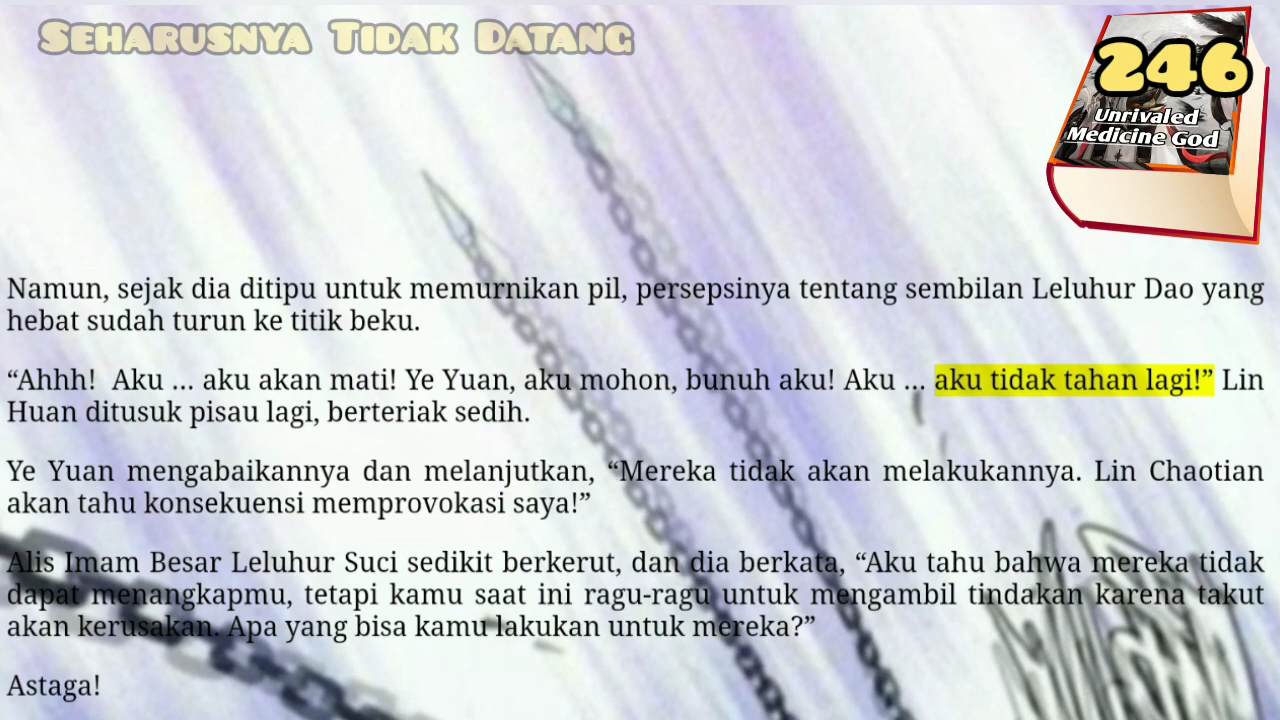 Seharusnya Tidak Datang
246
Unrivaled
Medicine God
Namun, sejak dia ditipu untuk memurnikan pil, persepsinya tentang sembilan Leluhur Dao yang
hebat sudah turun ke titik beku.
“Ahhh!  Aku … aku akan mati! Ye Yuan, aku mohon, bunuh aku! Aku … aku tidak tahan lagi!” Lin
Huan ditusuk pisau lagi, berteriak sedih.
Ye Yuan mengabaikannya dan melanjutkan, “Mereka tidak akan melakukannya. Lin Chaotian
akan tahu konsekuensi memprovokasi saya!”
Alis Imam Besar Leluhur Suci sedikit berkerut, dan dia berkata, “Aku tahu bahwa mereka tidak
dapat menangkapmu, tetapi kamu saat ini ragu-ragu untuk mengambil tindakan karena takut
akan kerusakan. Apa yang bisa kamu lakukan untuk mereka?”
Astaga!